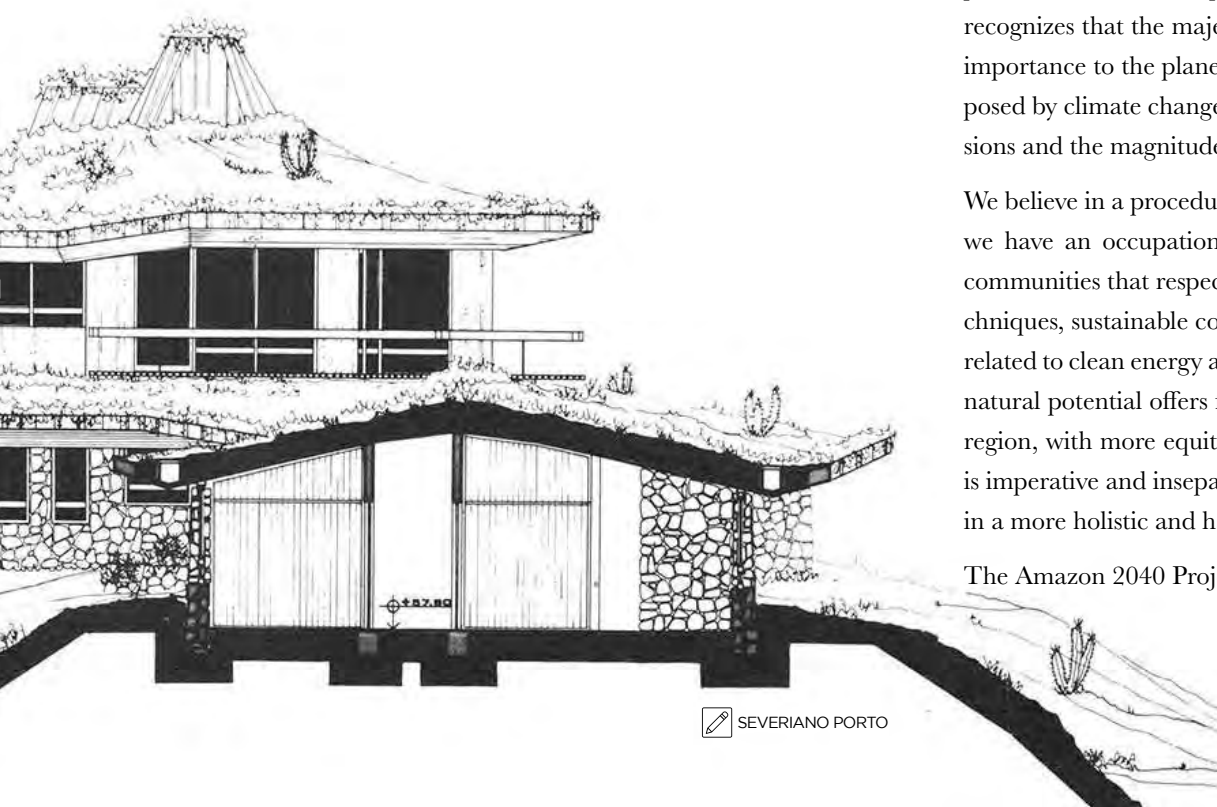 +57.80
SEVERIANO PORTO
recognizes that the maj
importance to the plane
posed by climate change
sions and the magnitude
We believe in a procedu
we have an occupation
communities that respec
chniques, sustainable co
related to clean energy a
natural potential offers
region, with more equit
is imperative and insepa
in a more holistic and h
The Amazon 2040 Proj